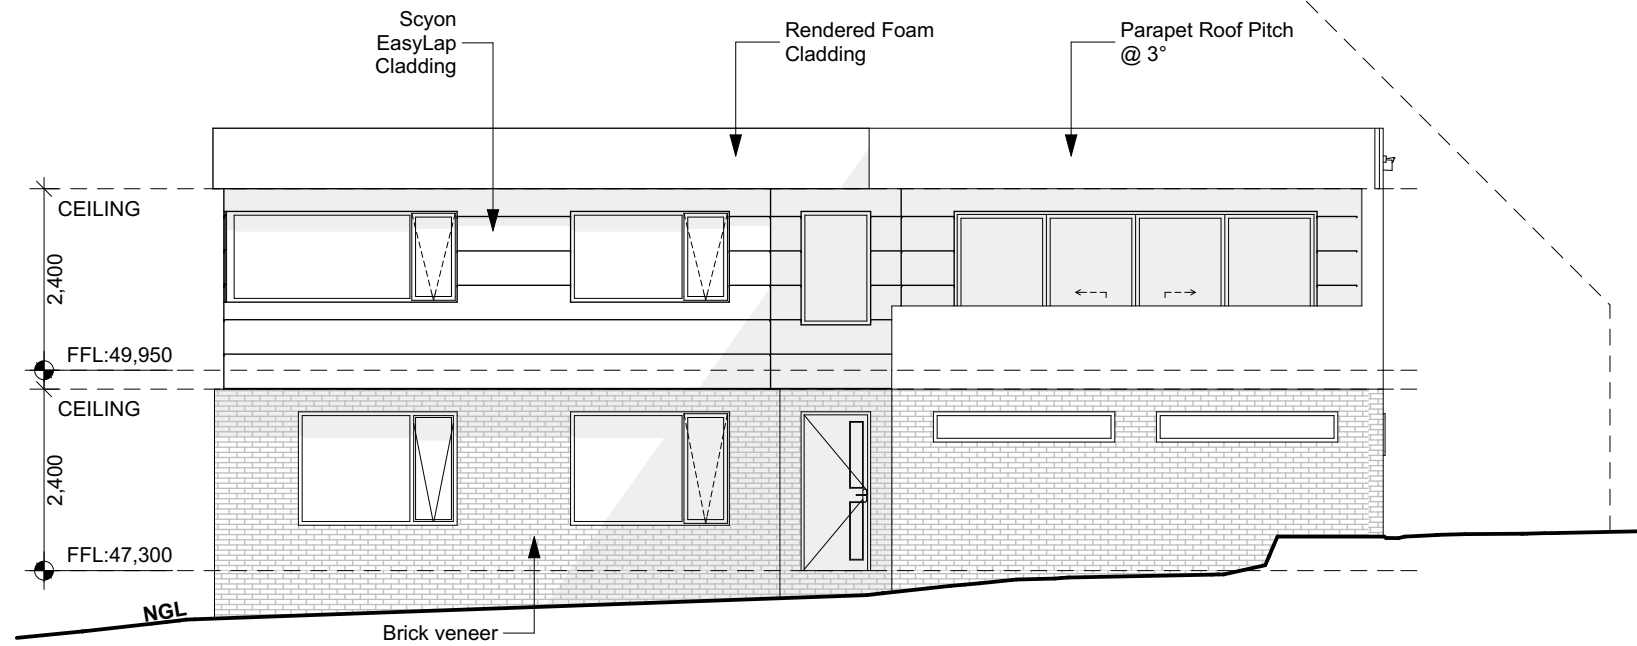 Scyon
EasyLap
Cladding
Rendered Foam
Cladding
Parapet Roof Pitch
@ 3°
CEILING
2,400
FFL:49,950
CEILING
2,400
FFL:47,300
NGL
Brick veneer